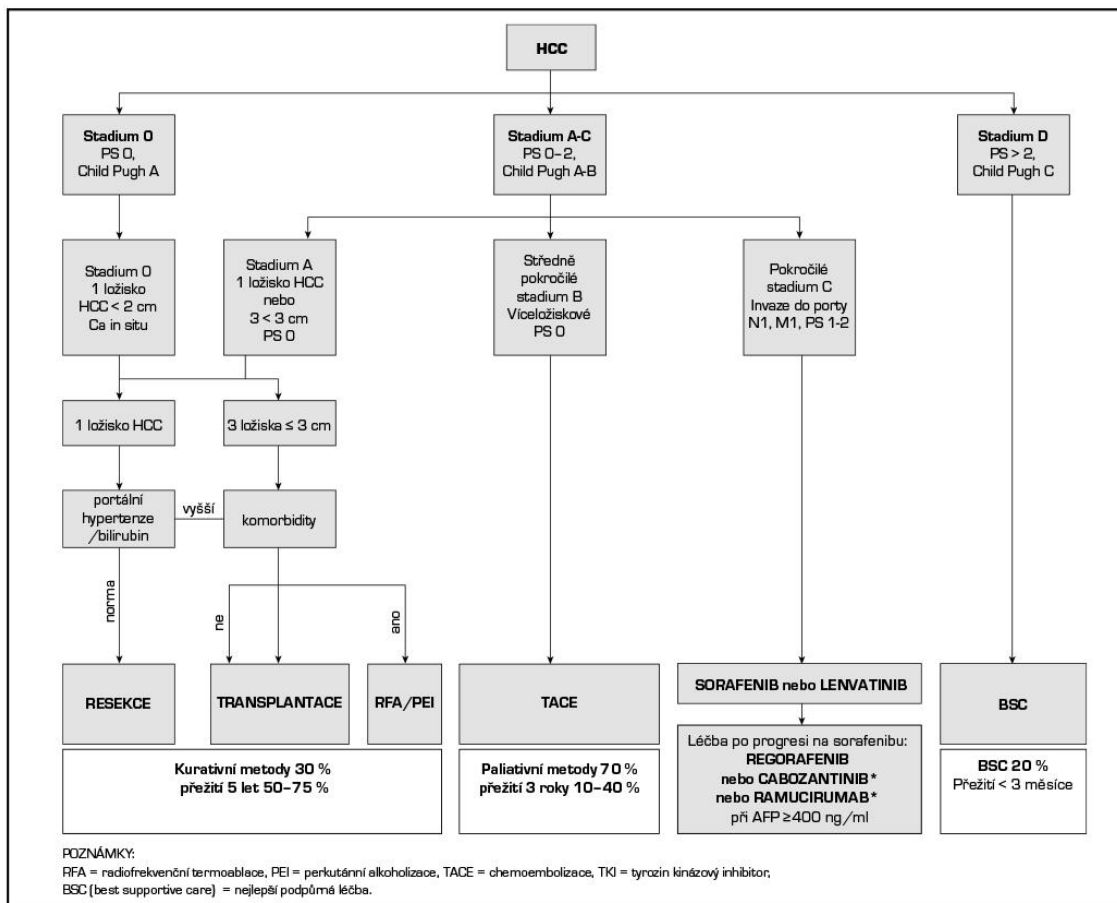 HCC
Stadium 0
PS 0,
Child Pugh A
Stadium A-C
PS 0–2,
Child Pugh A-B
Stadium D
PS > 2,
Child Pugh C
Stadium 0
1 ložisko
HCC < 2 cm
Ca in situ
Stadium A
1 ložisko HCC
nebo
3 < 3 cm
PS 0
Středně
pokročilé
stadium B
Víceložiskové
PS 0
Pokročilé
stadium C
Invaze do porty
N1, M1, PS 1-2
1 ložisko HCC
3 ložiska ≤ 3 cm
portální
hypertenze
/bilirubin
vyšší
komorbidity
norma
ne
ano
RESEKCE
TRANSPLANTACE
RFA/PEI
TACE
SORAFENIB nebo LENVATINIB
BSC
Kurativní metody 30 %
přežití 5 let 50–75 %
Paliativní metody 70 %
přežití 3 roky 10–40 %
Léčba po progresi na sorafenibu:
REGORAFENIB
nebo CABOZANTINIB*
nebo RAMUCIRUMAB*
při AFP ≥400 ng/ml
BSC 20 %
Přežití < 3 měsíce
POZNÁMKY:
RFA = radiofrekvenční termoablace, PEI = perkutánní alkoholizace, TACE = chemoembolizace, TKI = tyrozin kinázový inhibitor,
BSC (best supportive care) = nejlepší podpůrná léčba.